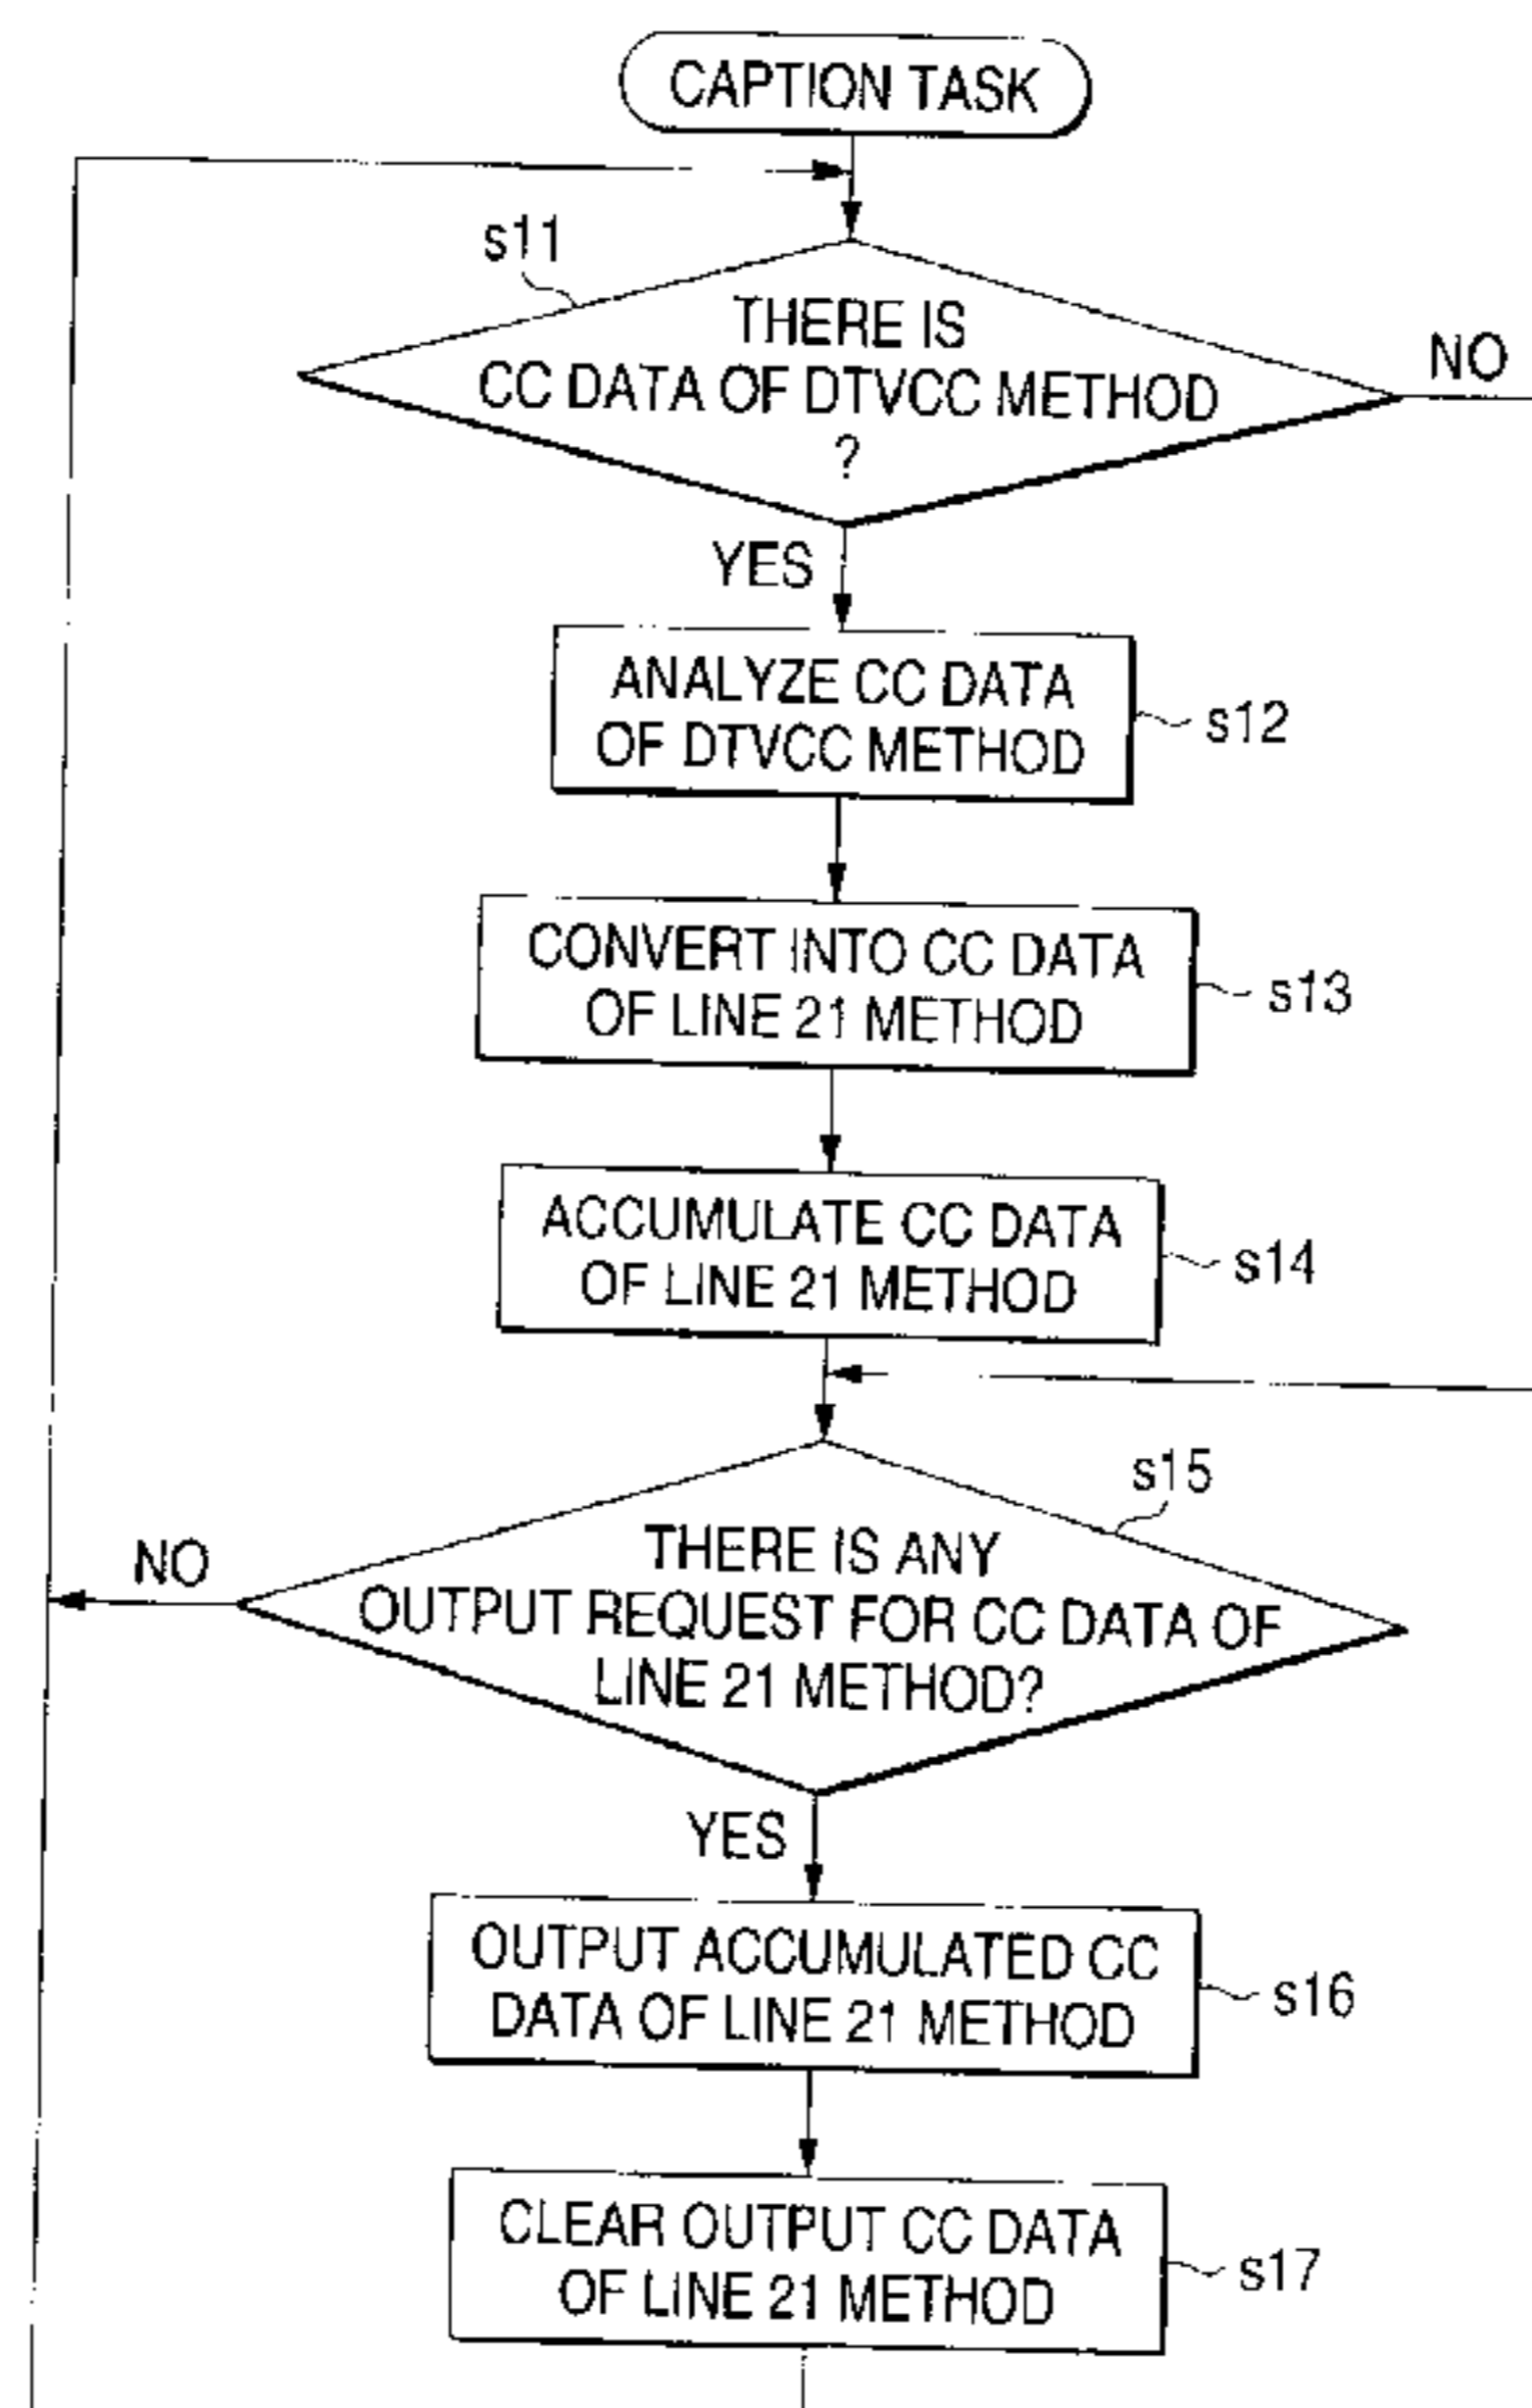 CAPTION TASK
s11
THERE IS
CC DATA OF DTVCC METHOD
?
NO
YES
ANALYZE CC DATA
OF DTVCC METHOD
s12
CONVERT INTO CC DATA
OF LINE 21 METHOD
s13
ACCUMULATE CC DATA
OF LINE 21 METHOD
s14
s15
THERE IS ANY
OUTPUT REQUEST FOR CC DATA OF
LINE 21 METHOD?
NO
YES
OUTPUT ACCUMULATED CC
DATA OF LINE 21 METHOD
s16
CLEAR OUTPUT CC DATA
OF LINE 21 METHOD
s17